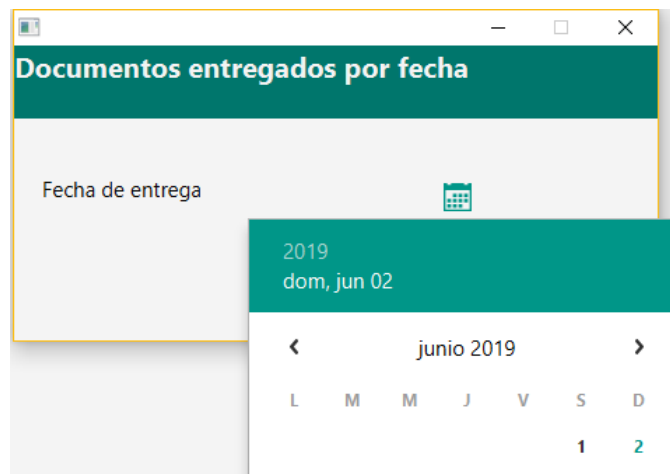 Documentos entregados por fecha
Fecha de entrega
2019
dom, jun 02
junio 2019
L M M J V S D
1 2